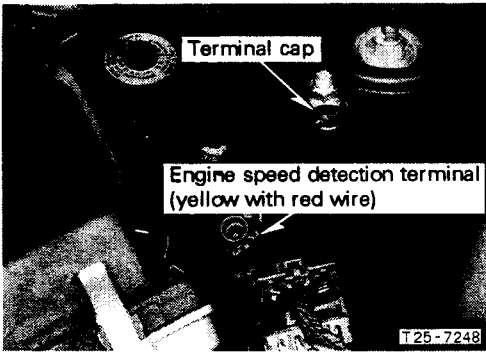 Terminal cap
Engine speed detection terminal
(yellow with red wire)
T25-7248